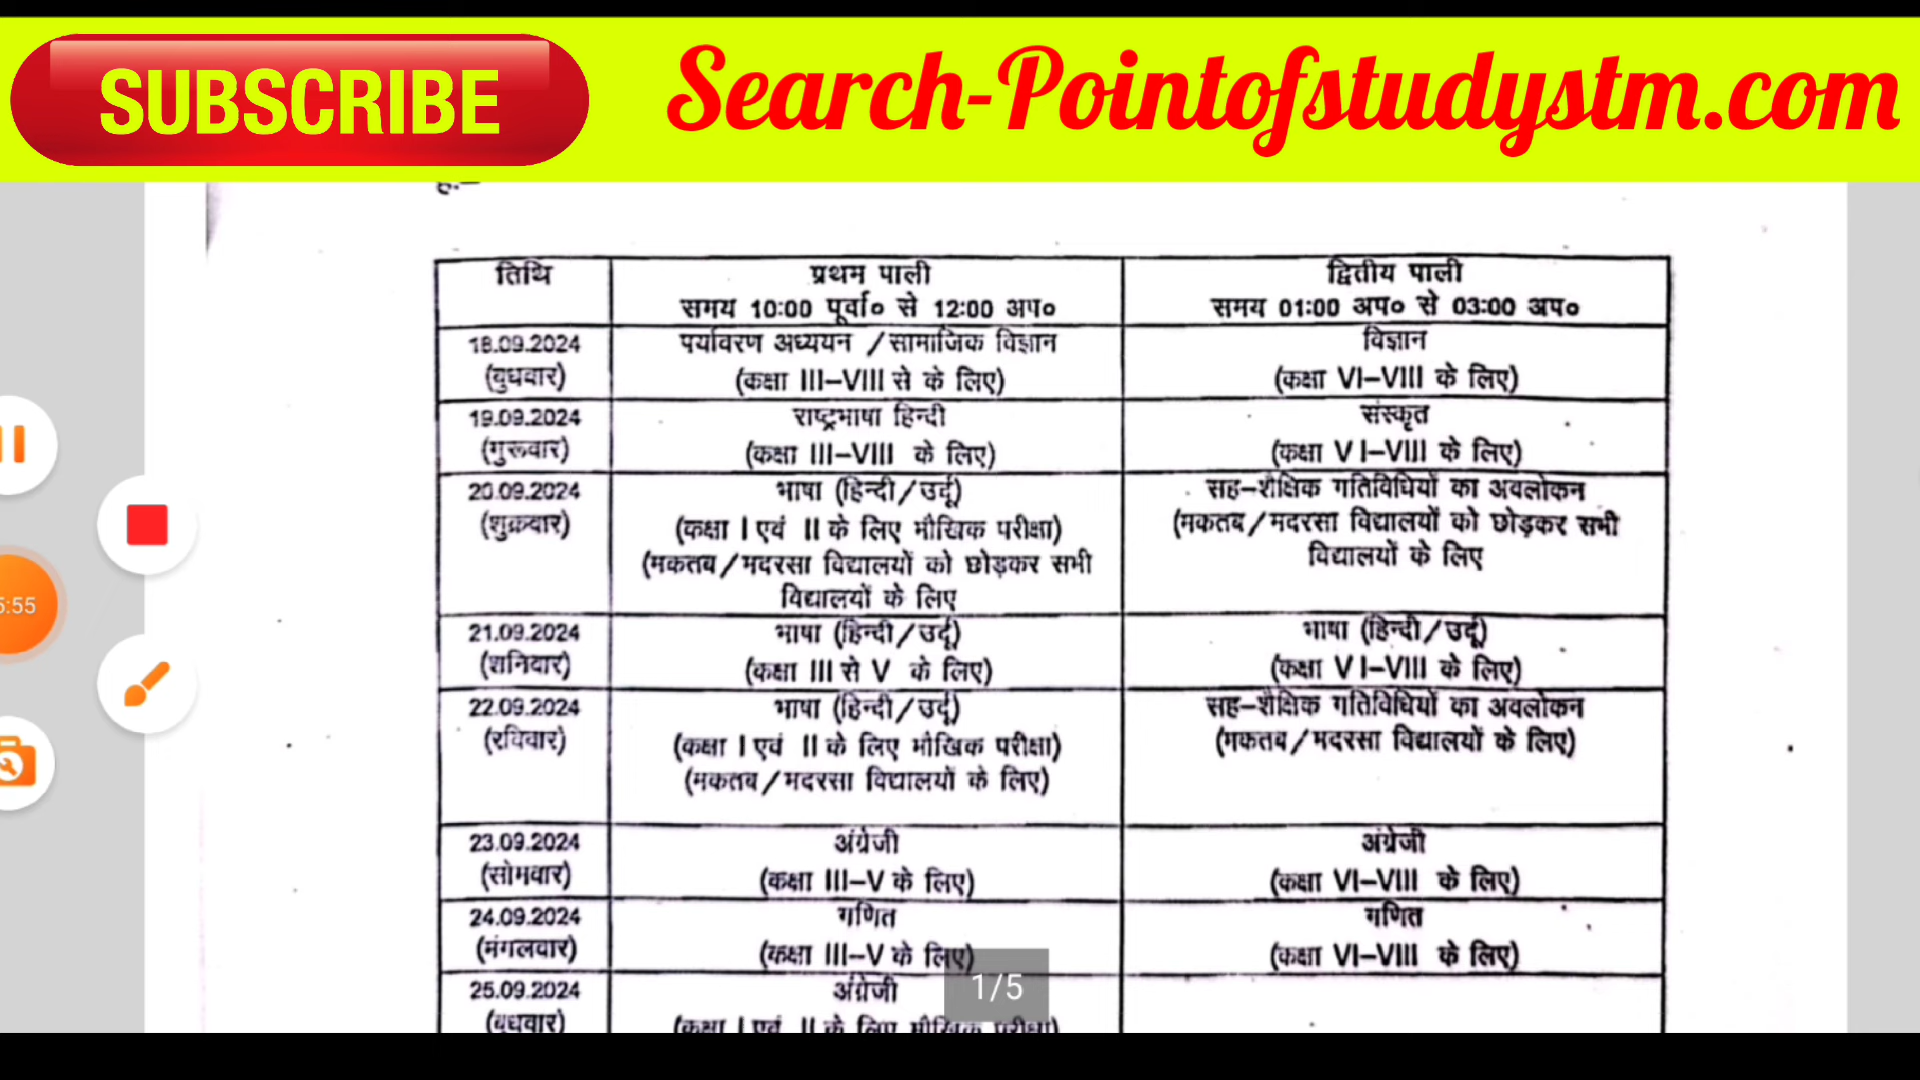 SUBSCRIBE
Search-Pointofstudystm.com
तिथि
प्रथम पाली
समय 10:00 पूर्वा० से 12:00 अप०
द्वितीय पाली
समय 01:00 अप० से 03:00 अप०
18.09.2024
(बुधवार)
पर्यावरण अध्ययन /सामाजिक विज्ञान
(कक्षा III–VIII से के लिए)
विज्ञान
(कक्षा VI–VIII के लिए)
19.09.2024
(गुरूवार)
राष्ट्रभाषा हिन्दी
(कक्षा III–VIII के लिए)
संस्कृत
(कक्षा V I–VIII के लिए)
20.09.2024
(शुक्रवार)
भाषा (हिन्दी/उर्दू)
(कक्षा I एवं II के लिए मौखिक परीक्षा)
(मकतब/मदरसा विद्यालयों को छोड़कर सभी
विद्यालयों के लिए
सह–शैक्षिक गतिविधियों का अवलोकन
(मकतब/मदरसा विद्यालयों को छोड़कर सभी
विद्यालयों के लिए
21.09.2024
(शनिवार)
भाषा (हिन्दी/उर्दू)
(कक्षा III से V के लिए)
भाषा (हिन्दी/उर्दू)
(कक्षा V I–VIII के लिए)
22.09.2024
(रविवार)
भाषा (हिन्दी/उर्दू)
(कक्षा I एवं II के लिए मौखिक परीक्षा)
(मकतब/मदरसा विद्यालयों के लिए)
सह–शैक्षिक गतिविधियों का अवलोकन
(मकतब/मदरसा विद्यालयों के लिए)
23.09.2024
(सोमवार)
अंग्रेजी
(कक्षा III–V के लिए)
अंग्रेजी
(कक्षा VI–VIII के लिए)
24.09.2024
(मंगलवार)
गणित
(कक्षा III–V के लिए)
गणित
(कक्षा VI–VIII के लिए)
25.09.2024
(बुधवार)
अंग्रेजी
(कक्षा I एवं II के लिए मौखिक परीक्षा)
1/5
5:55